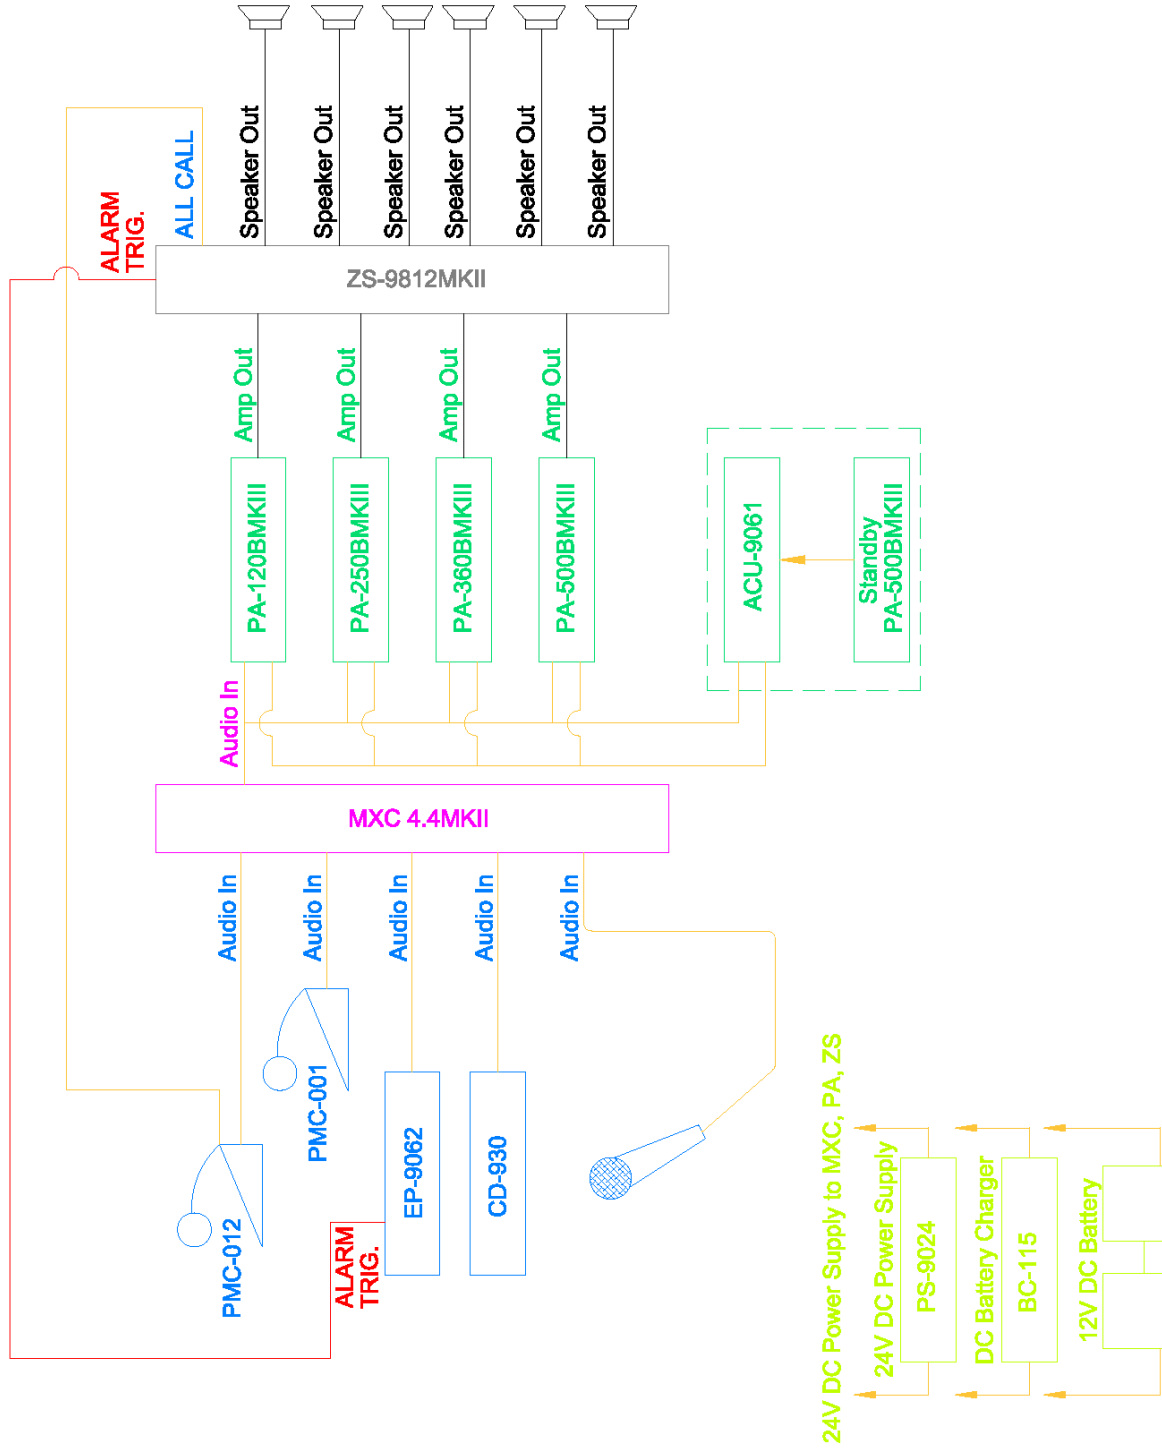 ALARM
TRIG.
ALL CALL
Speaker Out
Speaker Out
Speaker Out
Speaker Out
Speaker Out
Speaker Out
ZS-9812MKII
Amp Out
Amp Out
Amp Out
Amp Out
PA-120BMKIII
PA-250BMKIII
PA-360BMKIII
PA-500BMKIII
ACU-9061
Standby
PA-500BMKIII
Audio In
MXC 4.4MKII
Audio In
Audio In
Audio In
Audio In
Audio In
PMC-012
PMC-001
EP-9062
CD-930
ALARM
TRIG.
24V DC Power Supply to MXC, PA, ZS
24V DC Power Supply
PS-9024
DC Battery Charger
BC-115
12V DC Battery